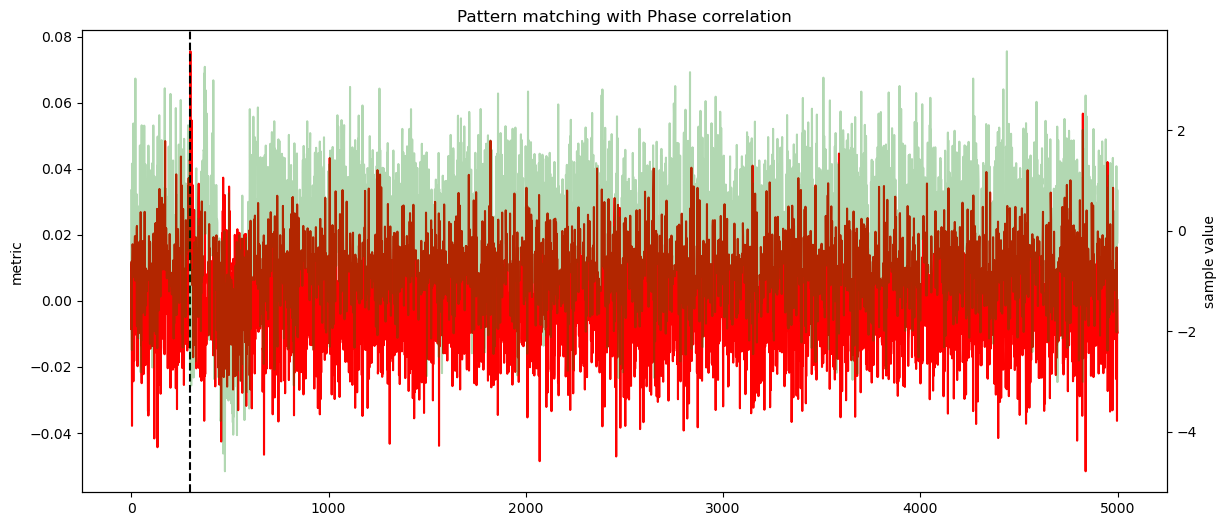 Pattern matching with Phase correlation
metric
0.08
0.06
0.04
0.02
0.00
−0.02
−0.04
2
0
−2
−4
sample value
0 1000 2000 3000 4000 5000